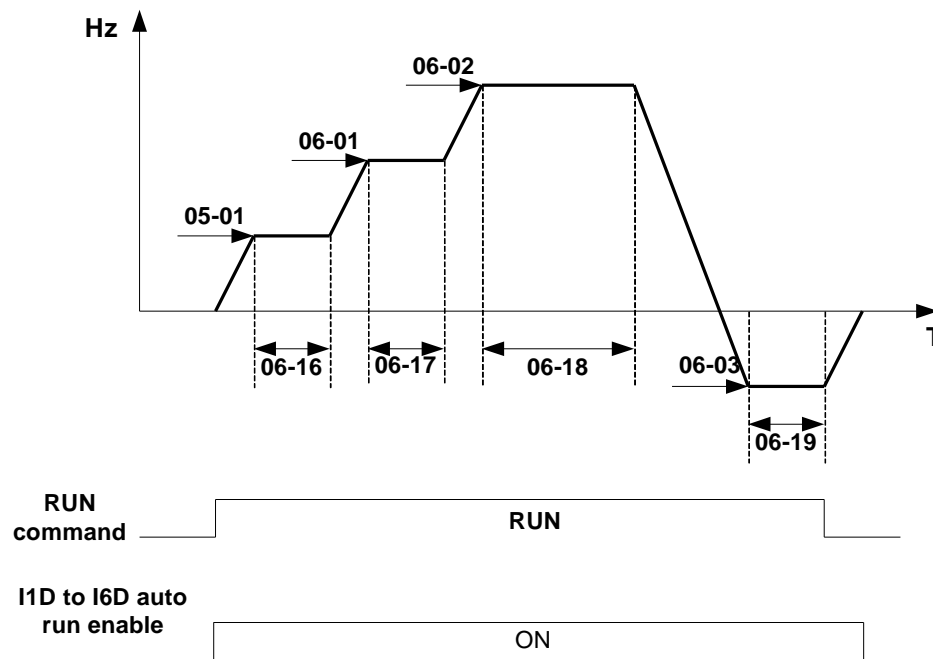 Hz
06-02
06-01
05-01
T
06-16
06-17
06-18
06-03
06-19
RUN
command
RUN
I1D to I6D auto
run enable
ON